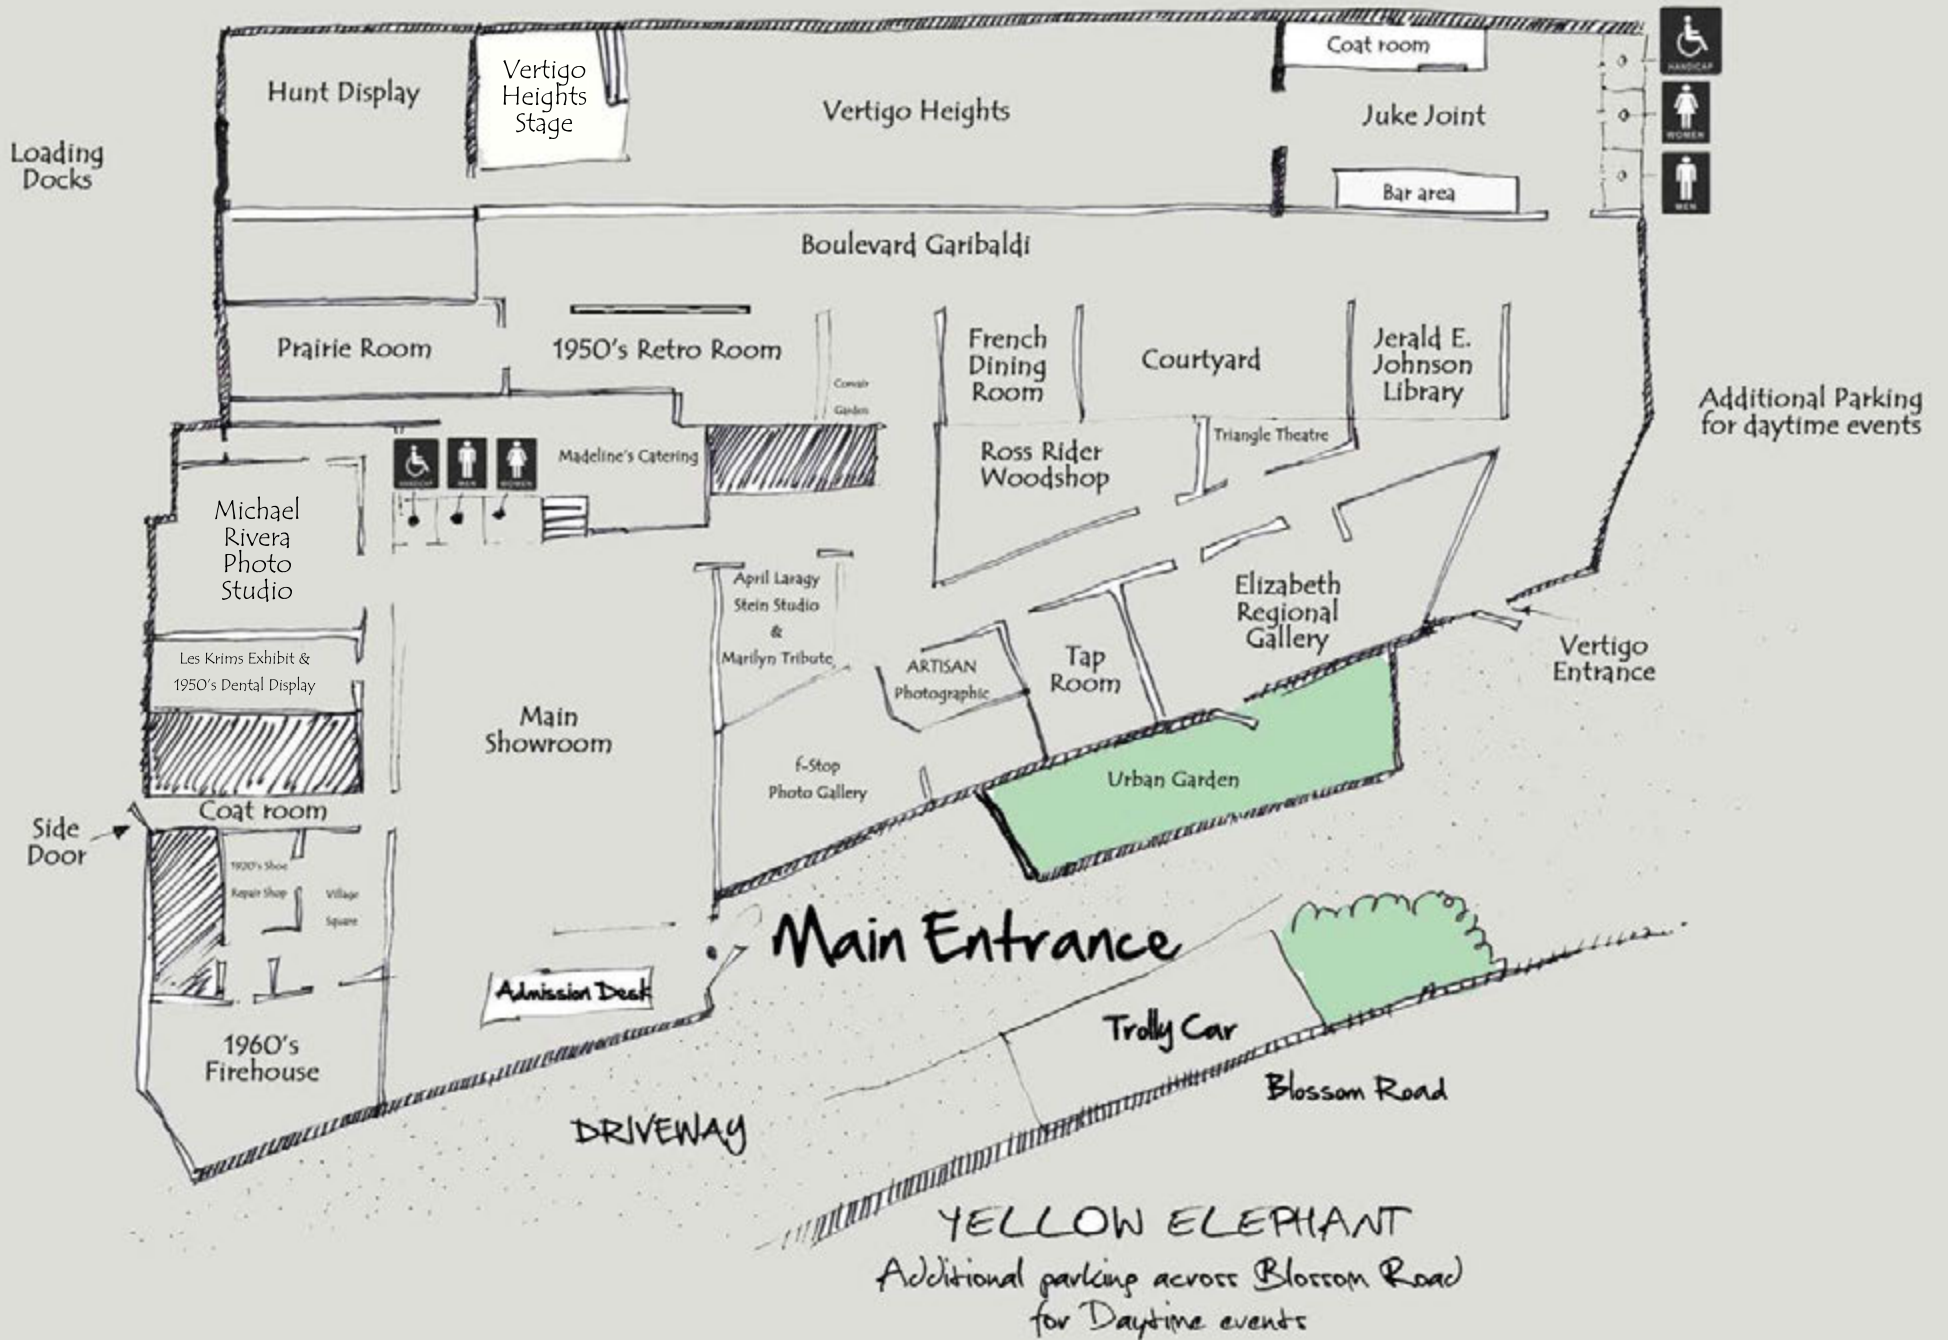 Coat room
HANDICAP
Hunt Display
Vertigo
Heights
Stage
Vertigo Heights
Juke Joint
WOMEN
Loading
Docks
Bar area
MEN
Boulevard Garibaldi
Prairie Room
1950's Retro Room
Convair
Garden
French
Dining
Room
Courtyard
Jerald E.
Johnson
Library
Additional Parking
for daytime events
HANDICAP
MEN
WOMEN
Madeline's Catering
Ross Rider
Woodshop
Triangle Theatre
Michael
Rivera
Photo
Studio
April Laragy
Stein Studio
&
Marilyn Tribute
Elizabeth
Regional
Gallery
Vertigo
Entrance
Les Krims Exhibit &
1950's Dental Display
ARTISAN
Photographic
Tap
Room
Main
Showroom
f-Stop
Photo Gallery
Urban Garden
Coat room
Side
Door
1920's Shoe
Repair Shop
Village
Square
Main Entrance
Admission Desk
1960's
Firehouse
Trolly Car
Blossom Road
DRIVEWAY
YELLOW ELEPHANT
Additional parking across Blossom Road
for Daytime events